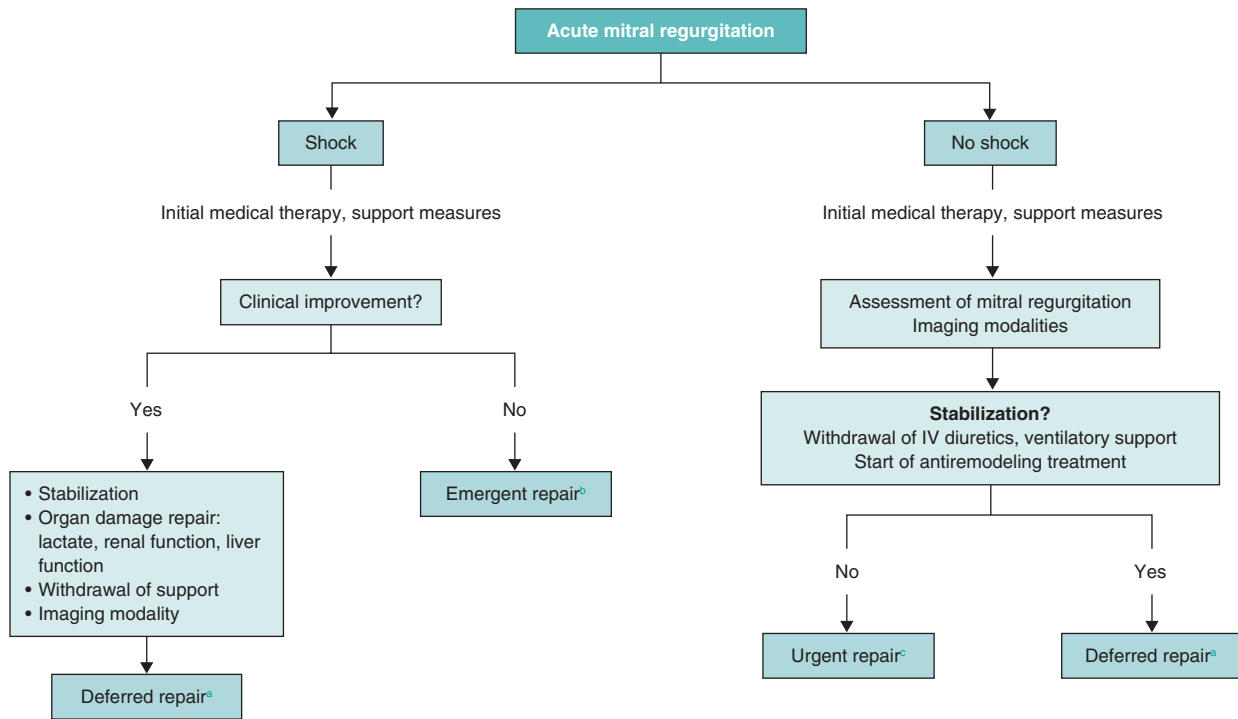 Acute mitral regurgitation
Shock
No shock
Initial medical therapy, support measures
Initial medical therapy, support measures
Clinical improvement?
Assessment of mitral regurgitation
Imaging modalities
Yes
No
Stabilization?
Withdrawal of IV diuretics, ventilatory support
Start of antiremodeling treatment
• Stabilization
• Organ damage repair:
lactate, renal function, liver
function
• Withdrawal of support
• Imaging modality
Emergent repairᵇ
No
Yes
Urgent repairᶜ
Deferred repairᵃ
Deferred repairᵃ